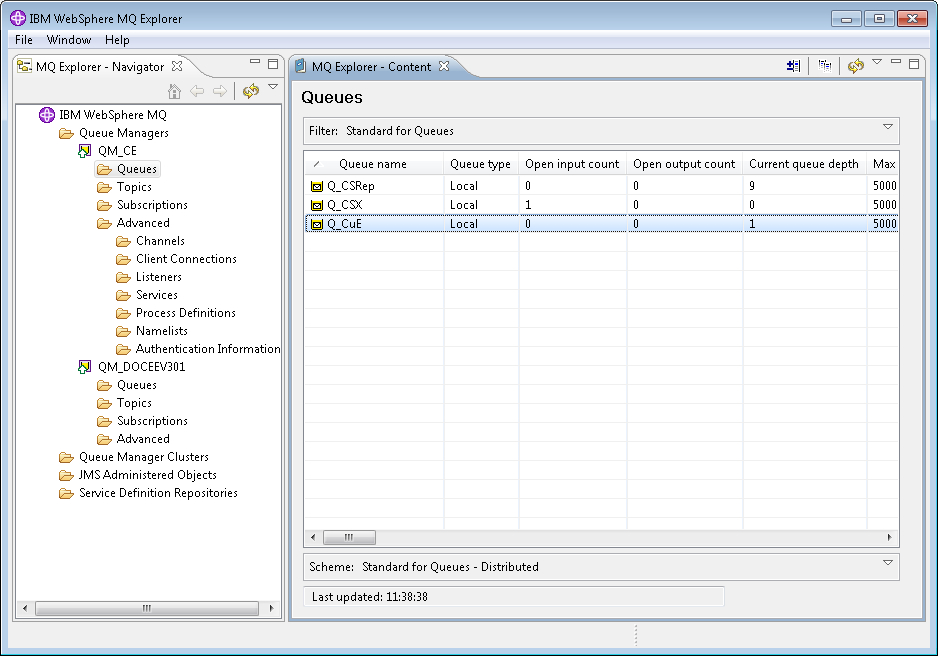 IBM WebSphere MQ Explorer
File Window Help
MQ Explorer - Navigator
IBM WebSphere MQ
Queue Managers
QM_CE
Queues
Topics
Subscriptions
Advanced
Channels
Client Connections
Listeners
Services
Process Definitions
Namelists
Authentication Information
QM_DOCEEV301
Queues
Topics
Subscriptions
Advanced
Queue Manager Clusters
JMS Administered Objects
Service Definition Repositories
MQ Explorer - Content
Queues
Filter: Standard for Queues
Queue name Queue type Open input count Open output count Current queue depth Max
Q_CSRep Local 0 0 9 5000
Q_CSX Local 1 0 0 5000
Q_CuE Local 0 0 1 5000
Scheme: Standard for Queues - Distributed
Last updated: 11:38:38